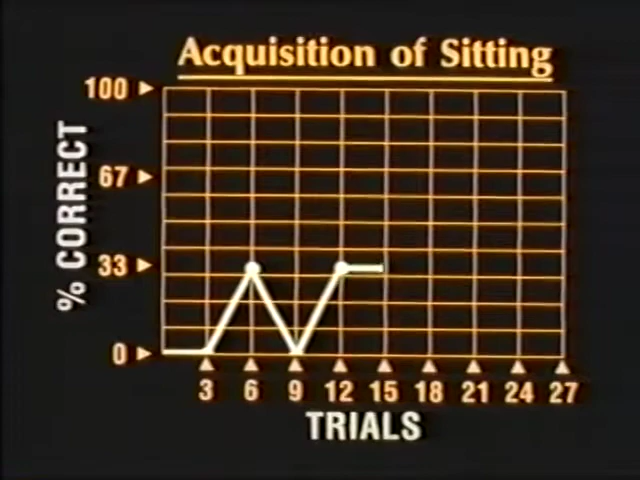 Acquisition of Sitting
100
67
33
0
% CORRECT
3 6 9 12 15 18 21 24 27
TRIALS